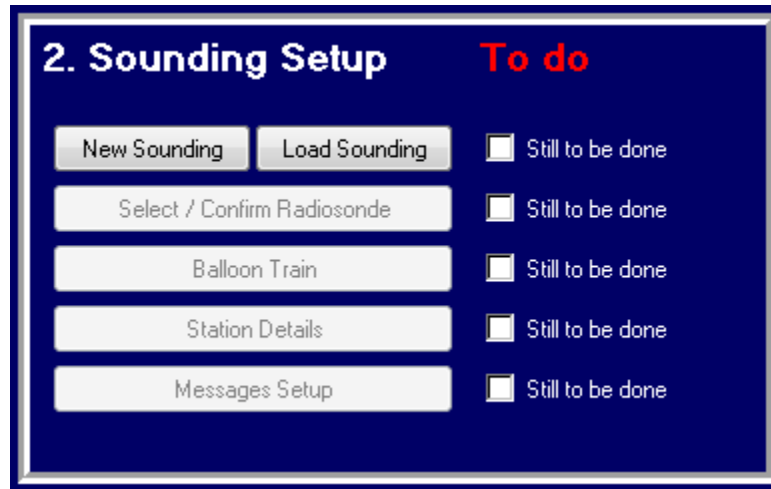 2. Sounding Setup To do
New Sounding Load Sounding Still to be done
Select / Confirm Radiosonde Still to be done
Balloon Train Still to be done
Station Details Still to be done
Messages Setup Still to be done